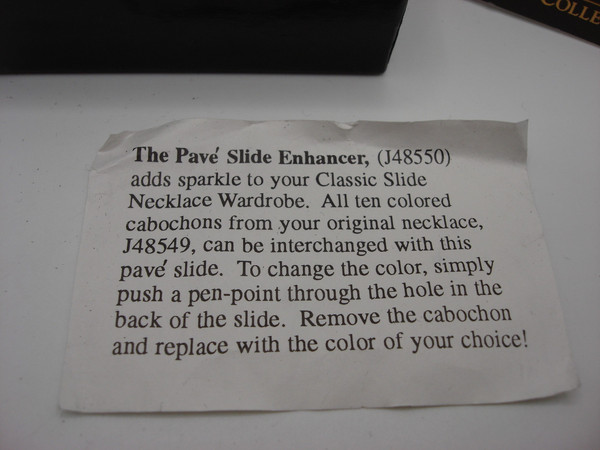 COLLE
The Pavé Slide Enhancer, (J48550)
adds sparkle to your Classic Slide
Necklace Wardrobe. All ten colored
cabochons from your original necklace,
J48549, can be interchanged with this
pavé slide. To change the color, simply
push a pen-point through the hole in the
back of the slide. Remove the cabochon
and replace with the color of your choice!